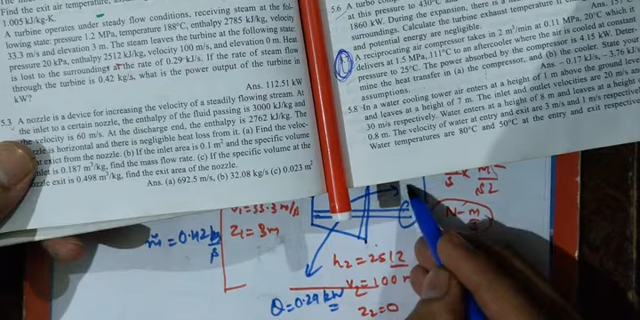 Find the exit air temperature,
1.005 kJ/kg-K.
A turbine operates under steady flow conditions, receiving steam at the fol-
lowing state: pressure 1.2 MPa, temperature 188°C, enthalpy 2785 kJ/kg, velocity
33.3 m/s and elevation 3 m. The steam leaves the turbine at the following state:
pressure 20 kPa, enthalpy 2512 kJ/kg, velocity 100 m/s, and elevation 0 m. Heat
is lost to the surroundings at the rate of 0.29 kJ/s. If the rate of steam flow
through the turbine is 0.42 kg/s, what is the power output of the turbine in
kW?
Ans. 112.51 kW
5.3 A nozzle is a device for increasing the velocity of a steadily flowing stream. At
the inlet to a certain nozzle, the enthalpy of the fluid passing is 3000 kJ/kg and
the velocity is 60 m/s. At the discharge end, the enthalpy is 2762 kJ/kg. The
is horizontal and there is negligible heat loss from it. (a) Find the veloc-
from the nozzle. (b) If the inlet area is 0.1 m² and the specific volume
is 0.187 m³/kg, find the mass flow rate. (c) If the specific volume at the
exit is 0.498 m³/kg, find the exit area of the nozzle.
Ans. (a) 692.5 m/s, (b) 32.08 kg/s (c) 0.023 m²
5.6 A turbo
at this pressure to 430°C
1860 kW. During the expansion, there is a
surroundings. Calculate the turbine exhaust temperature
and potential energy are negligible.
A reciprocating air compressor takes in 2 m³/min at 0.11 MPa, 20°C which it
delivers at 1.5 MPa, 111°C to an aftercooler where the air is cooled at constant
pressure to 25°C. The power absorbed by the compressor is 4.15 kW. Deter-
mine the heat transfer in (a) the compressor, and (b) the cooler. State your
assumptions.
Ans. – 0.17 kJ/s, – 3.76 k
5.8 In a water cooling tower air enters at a height of 1 m above the ground leve
and leaves at a height of 7 m. The inlet and outlet velocities are 20 m/s an
30 m/s respectively. Water enters at a height of 8 m and leaves at a height
0.8 m. The velocity of water at entry and exit are 3 m/s and 1 m/s respectiv
Water temperatures are 80°C and 50°C at the entry and exit respective
V₁=33.3 m/s
Z₁=3m
ṁ=0.42 kg
h₂=2512
V₂=100
Z₂=0
Q=0.29 kW